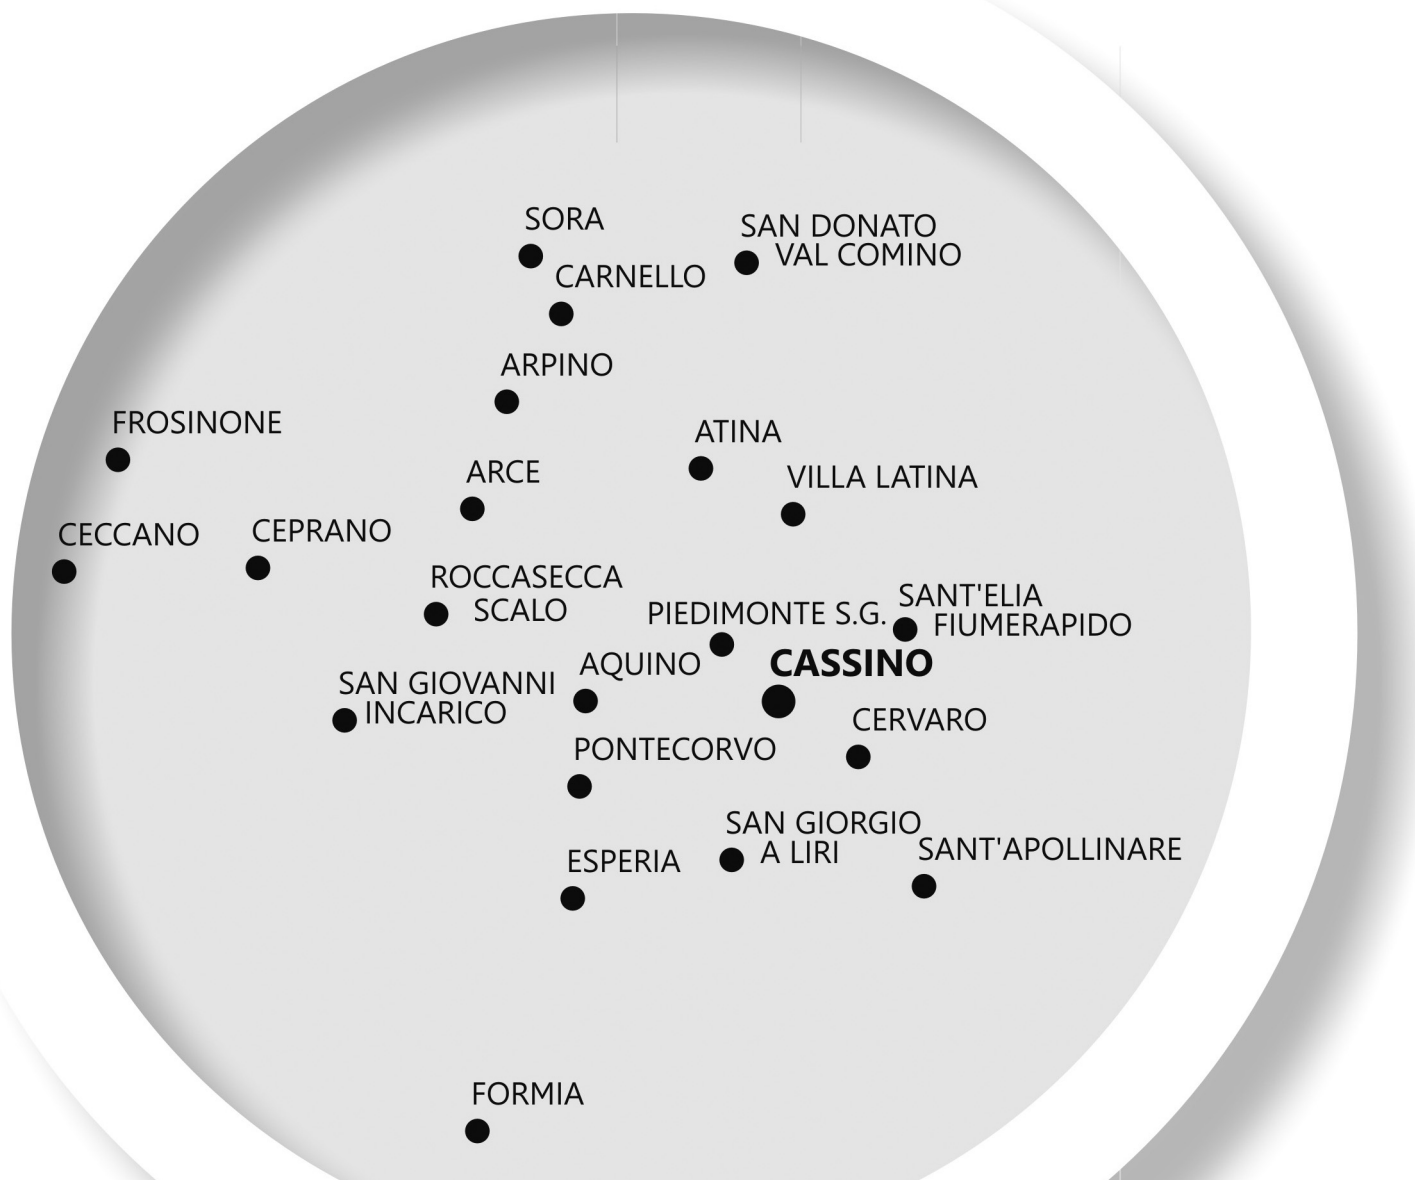 SORA
SAN DONATO
VAL COMINO
CARNELLO
ARPINO
FROSINONE
ATINA
ARCE
VILLA LATINA
CECCANO
CEPRANO
ROCCASECCA
SCALO
PIEDIMONTE S.G.
SANT'ELIA
FIUMERAPIDO
CASSINO
AQUINO
SAN GIOVANNI
INCARICO
CERVARO
PONTECORVO
SAN GIORGIO
A LIRI
SANT'APOLLINARE
ESPERIA
FORMIA